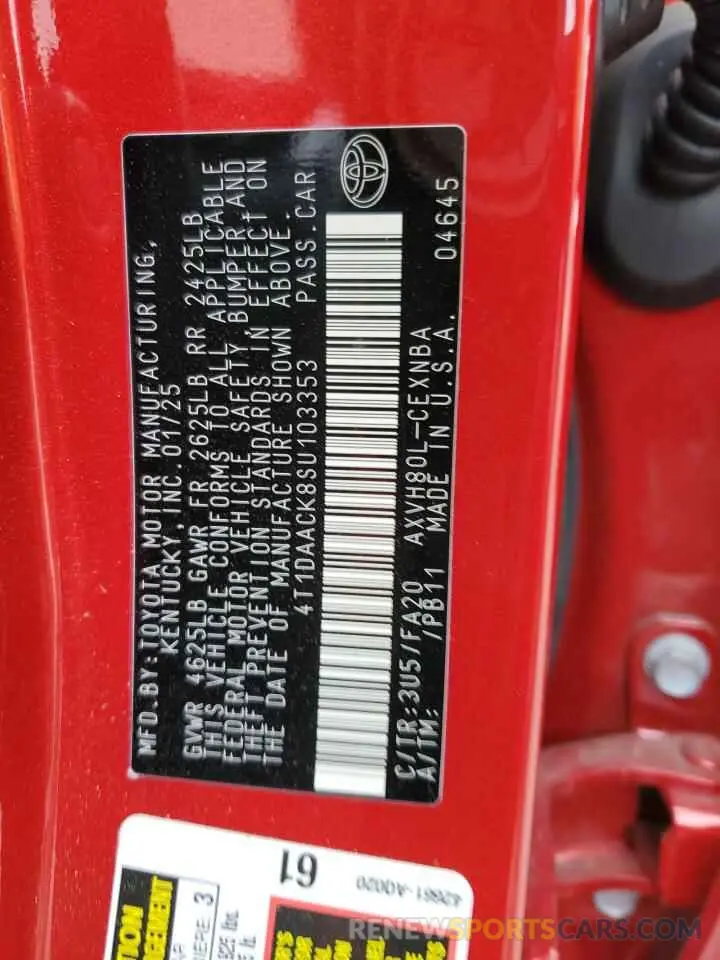 MFD.BY:TOYOTA MOTOR MANUFACTURING,
KENTUCKY,INC.01/25
GVWR 4625LB GAWR FR 2625LB RR 2425LB
THIS VEHICLE CONFORMS TO ALL APPLICABLE
FEDERAL MOTOR VEHICLE SAFETY,BUMPER,AND
THEFT PREVENTION STANDARDS IN EFFECT ON
THE DATE OF MANUFACTURE SHOWN ABOVE.
4T1DAACK8SU103353 PASS.CAR
C/TR:3U5/FA20 AXVH80L-CEXNBA 04645
A/TM: /PB11 MADE IN U.S.A.
61
3
RENEWSPORTSCARS.COM